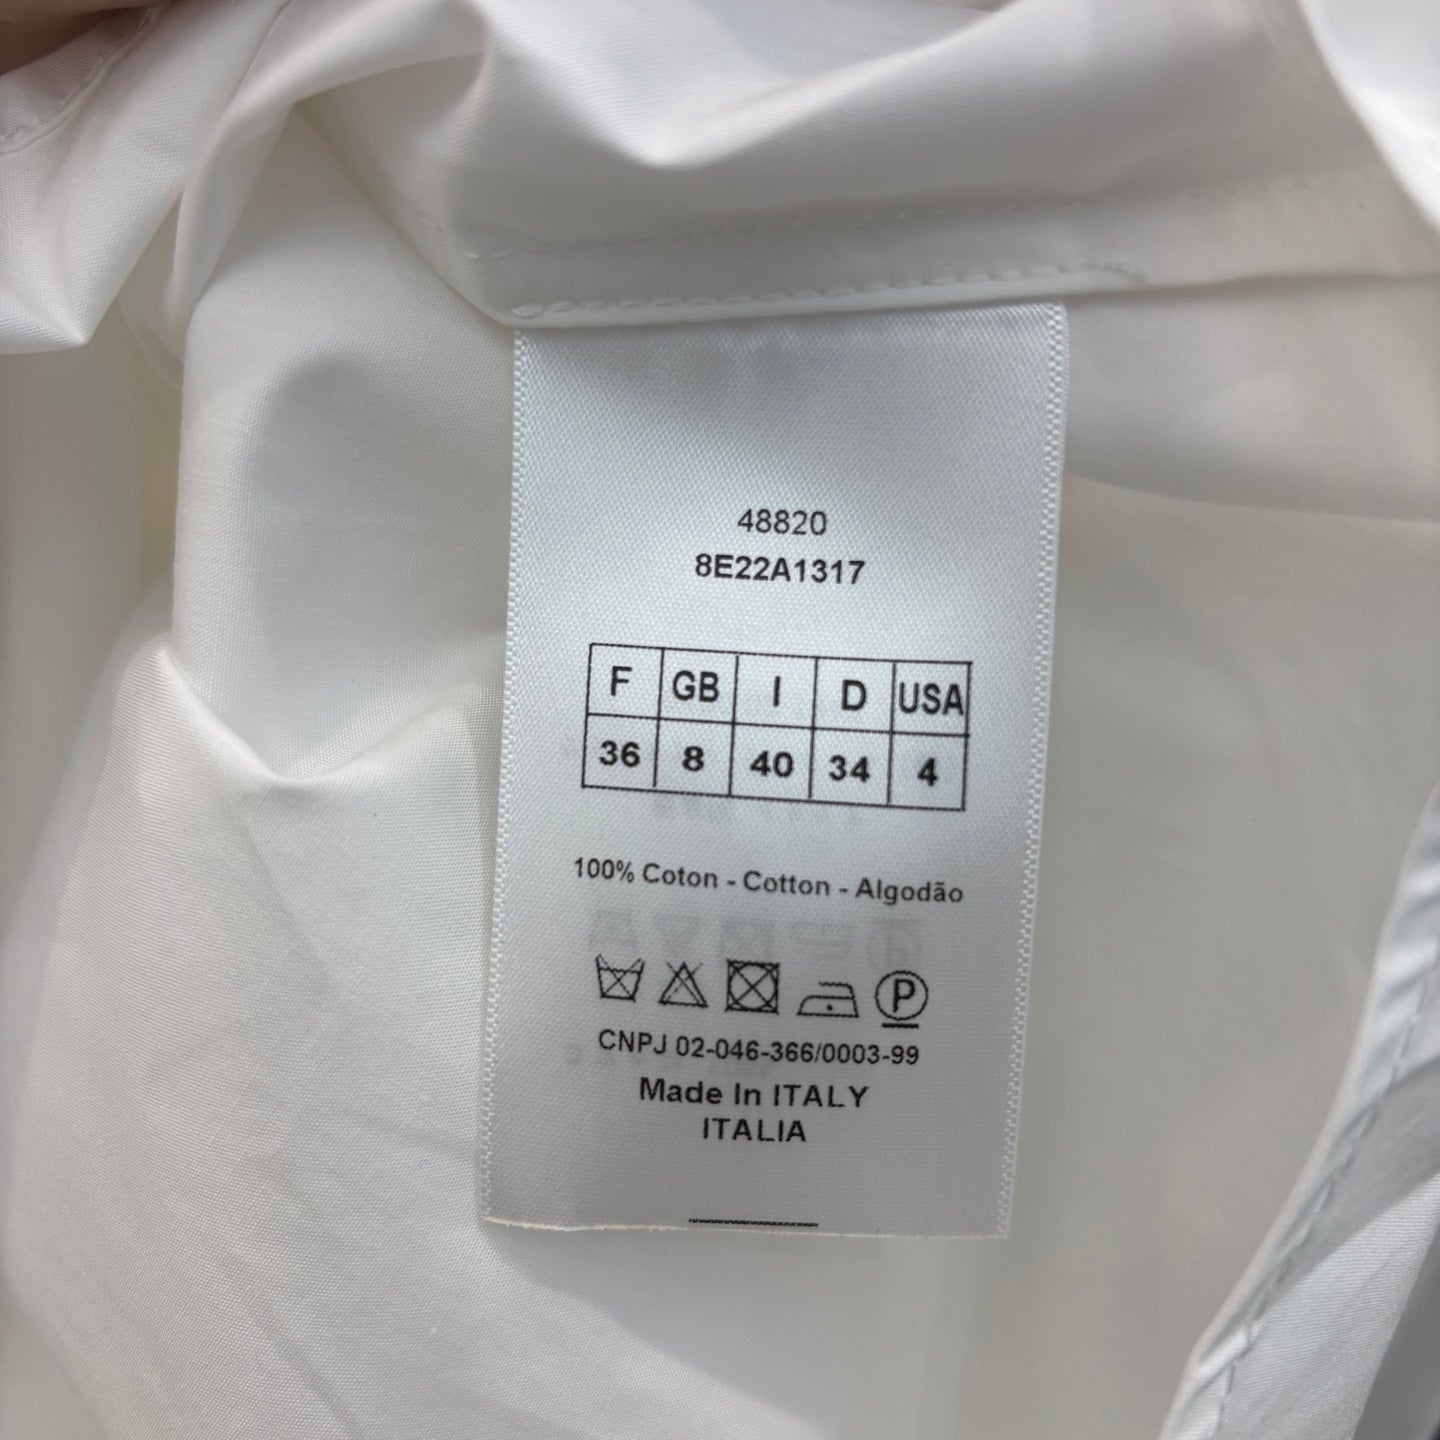 48820
8E22A1317
F GB I D USA
36 8 40 34 4
100% Coton - Cotton - Algodão
P
CNPJ 02-046-366/0003-99
Made In ITALY
ITALIA